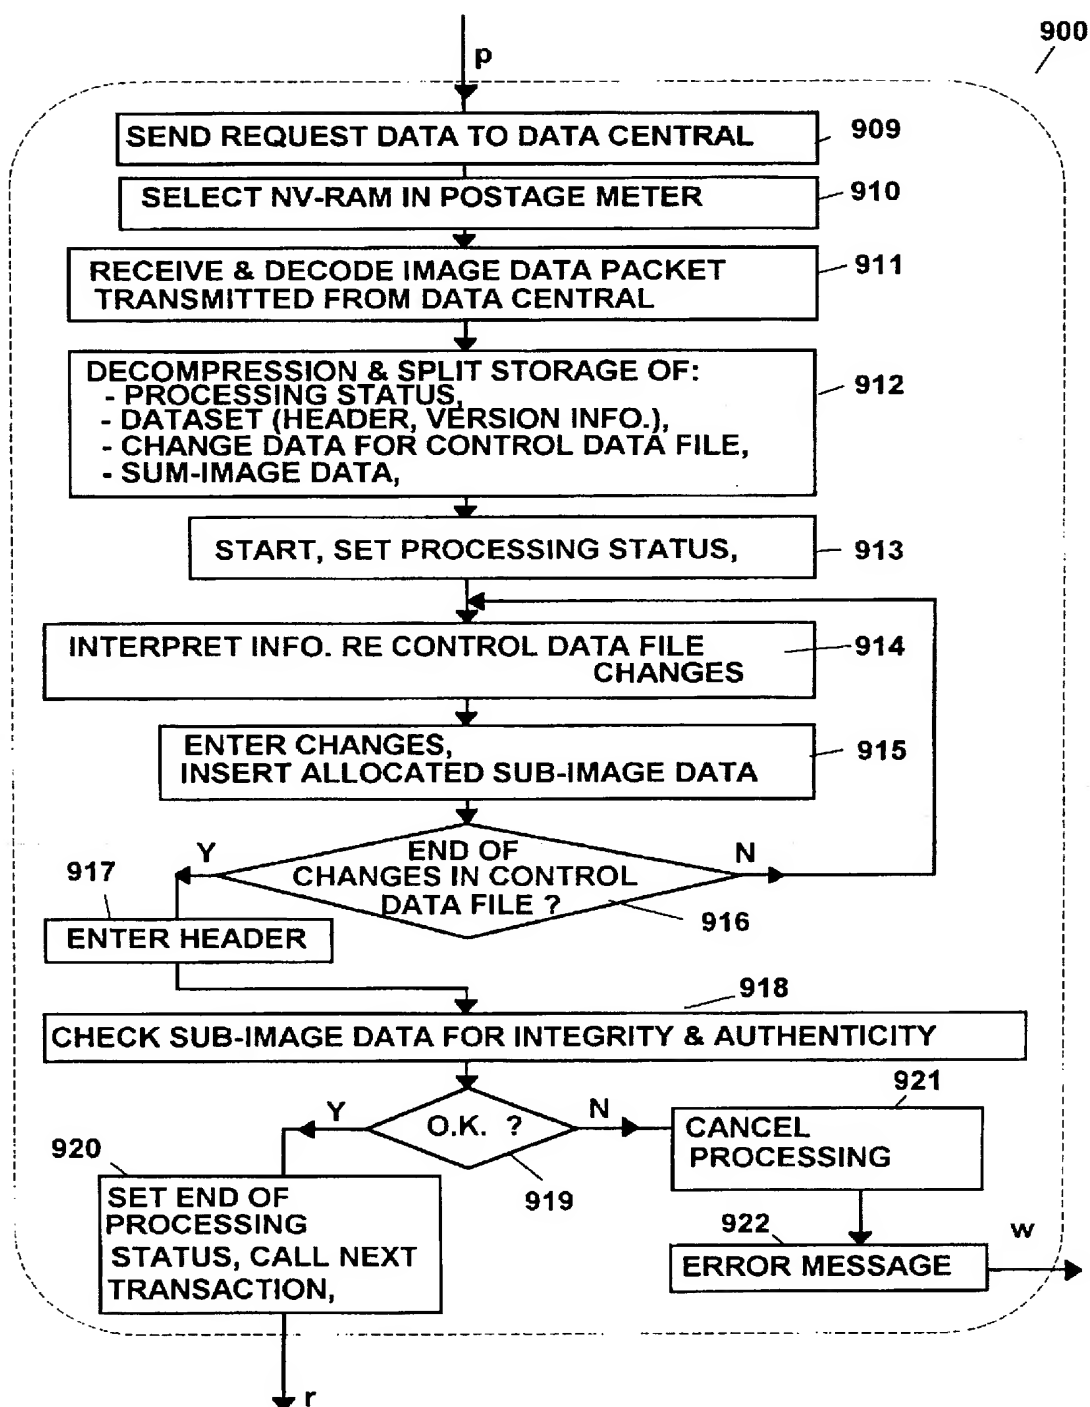 900
p
SEND REQUEST DATA TO DATA CENTRAL
909
SELECT NV-RAM IN POSTAGE METER
910
RECEIVE & DECODE IMAGE DATA PACKET
TRANSMITTED FROM DATA CENTRAL
911
DECOMPRESSION & SPLIT STORAGE OF:
- PROCESSING STATUS,
- DATASET (HEADER, VERSION INFO.),
- CHANGE DATA FOR CONTROL DATA FILE,
- SUM-IMAGE DATA,
912
START, SET PROCESSING STATUS,
913
INTERPRET INFO. RE CONTROL DATA FILE
CHANGES
914
ENTER CHANGES,
INSERT ALLOCATED SUB-IMAGE DATA
915
Y
END OF
CHANGES IN CONTROL
DATA FILE ?
N
916
917
ENTER HEADER
918
CHECK SUB-IMAGE DATA FOR INTEGRITY & AUTHENTICITY
Y
O.K. ?
N
919
921
CANCEL
PROCESSING
920
SET END OF
PROCESSING
STATUS, CALL NEXT
TRANSACTION,
922
ERROR MESSAGE
w
r